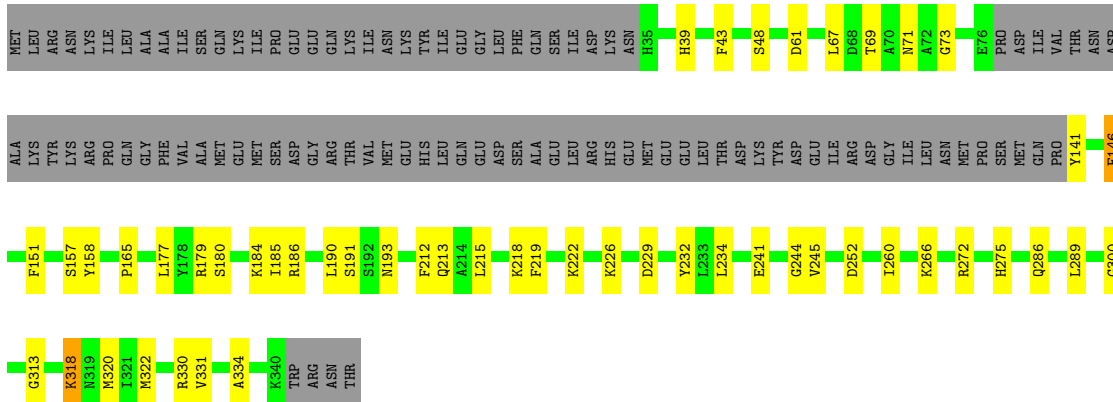 MET LEU ARG ASN LYS ILE LEU ALA ALA ILE SER GLN LYS ILE PRO GLU GLU GLN LYS ILE ASN LYS TYR ILE GLU GLY LEU PHE GLN SER ILE ASP LYS ASN H35 H39 F43 S48 D61 L67 D68 T69 A70 N71 A72 G73 E76 PRO ASP ILE VAL THR ASN ASP
ALA LYS TYR LYS ARG PRO GLN GLY PHE VAL ALA MET GLU MET SER ASP GLY ARG THR VAL MET GLU HIS LEU GLN GLU ASP SER ALA GLU LEU ARG HIS GLU MET GLU GLU LEU THR ASP LYS TYR ASP GLU ILE ARG ASP GLY ILE LEU ASN MET PRO SER MET GLN PRO Y141
F151 S157 Y158 P165 L177 Y178 R179 S180 K184 I185 R186 L190 S191 S192 N193 F212 Q213 A214 L215 K218 F219 K222 K226 D229 Y232 L233 L234 E241 G244 V245 D252 I260 K266 R272 H275 Q286 L289
G313 K318 N319 M320 I321 M322 R330 V331 A334 K340 TRP ARG ASN THR